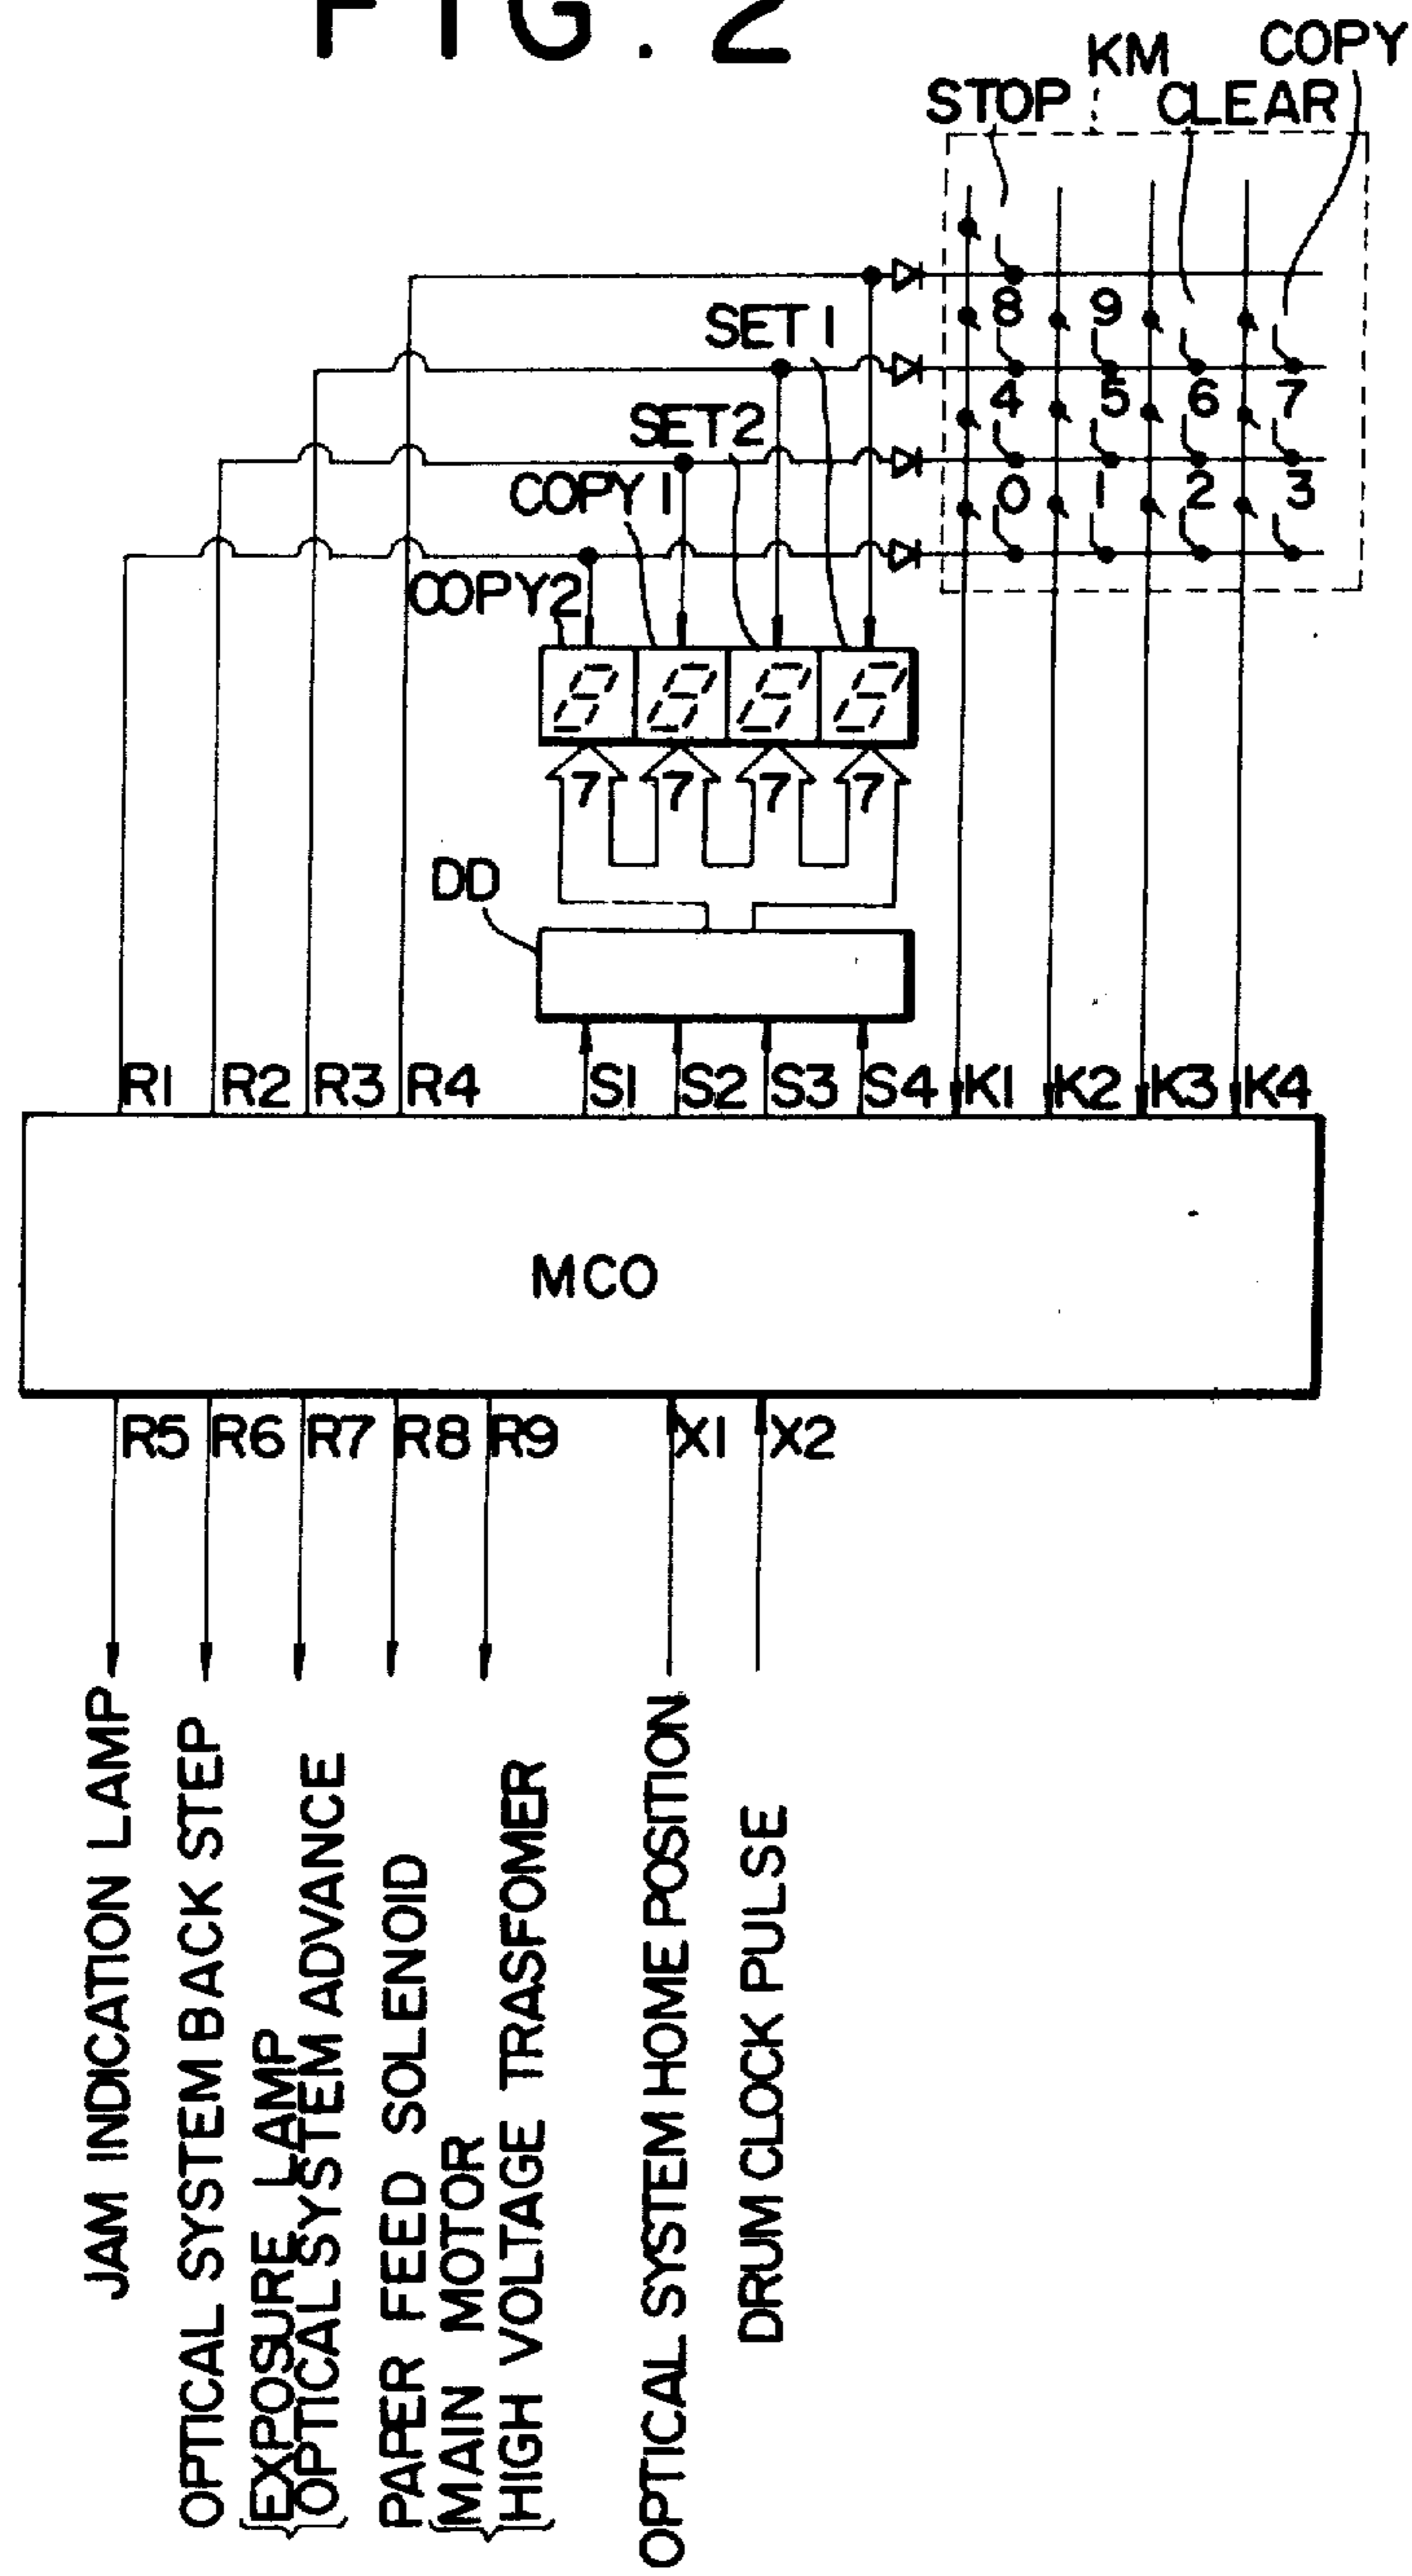 FIG. 2
KM
COPY
STOP
CLEAR
8 9
SET 1
4 5 6 7
SET 2
0 1 2 3
COPY 1
COPY2
7 7 7 7
DD
R1 R2 R3 R4 S1 S2 S3 S4 K1 K2 K3 K4
MCO
R5 R6 R7 R8 R9 X1 X2
JAM INDICATION LAMP
OPTICAL SYSTEM BACK STEP
EXPOSURE LAMP
OPTICAL SYSTEM ADVANCE
PAPER FEED SOLENOID
MAIN MOTOR
HIGH VOLTAGE TRASFOMER
OPTICAL SYSTEM HOME POSITION
DRUM CLOCK PULSE